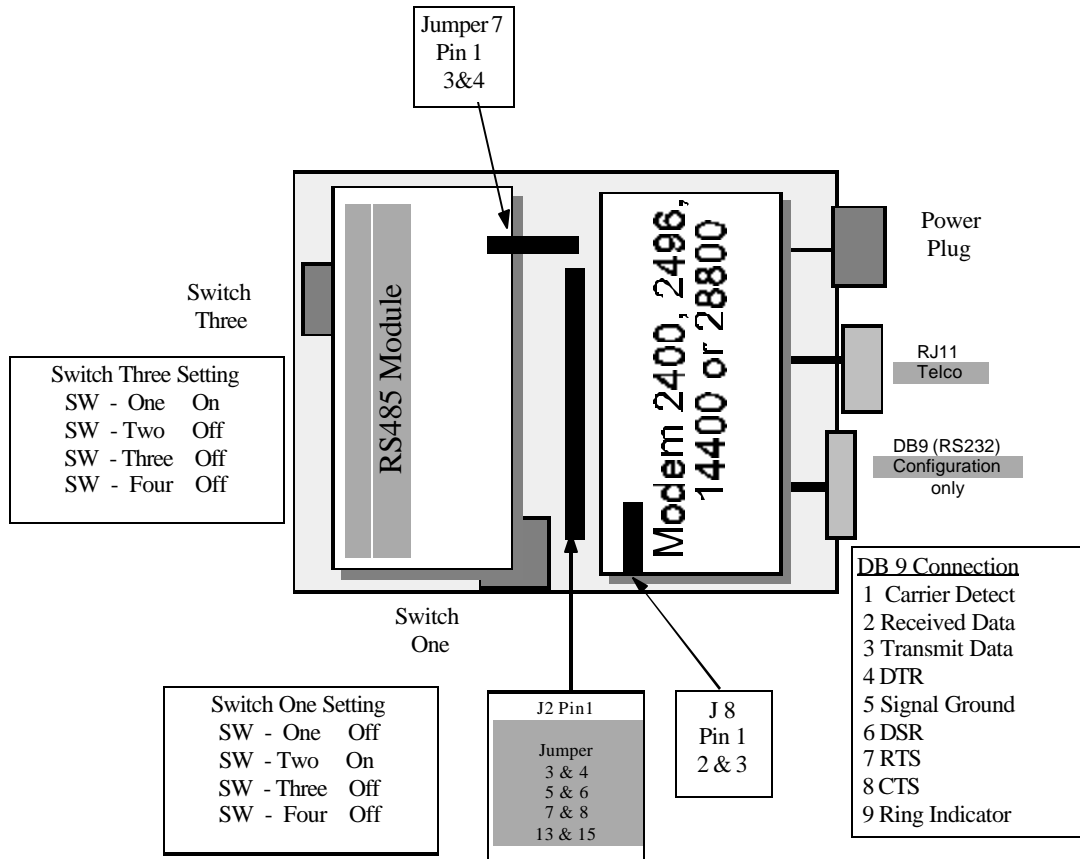 Jumper 7
Pin 1
3&4
Power
Plug
Switch
Three
RS485 Module
Modem 2400, 2496,
14400 or 28800
RJ11
Telco
Switch Three Setting
SW - One On
SW - Two Off
SW - Three Off
SW - Four Off
DB9 (RS232)
Configuration
only
Switch
One
DB 9 Connection
1 Carrier Detect
2 Received Data
3 Transmit Data
4 DTR
5 Signal Ground
6 DSR
7 RTS
8 CTS
9 Ring Indicator
Switch One Setting
SW - One Off
SW - Two On
SW - Three Off
SW - Four Off
J2 Pin1
Jumper
3 & 4
5 & 6
7 & 8
13 & 15
J 8
Pin 1
2 & 3